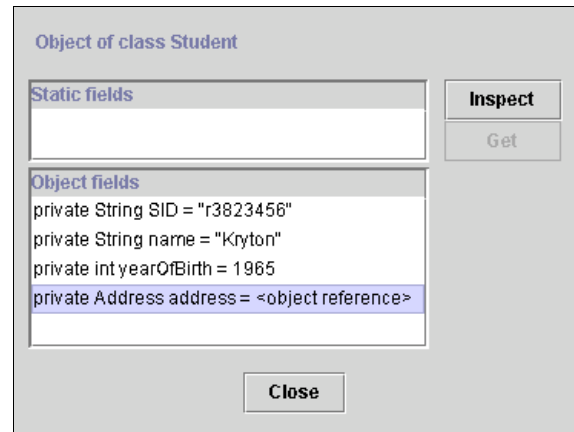 Object of class Student
Static fields
Inspect
Get
Object fields
private String SID = "r3823456"
private String name = "Kryton"
private int yearOfBirth = 1965
private Address address = <object reference>
Close